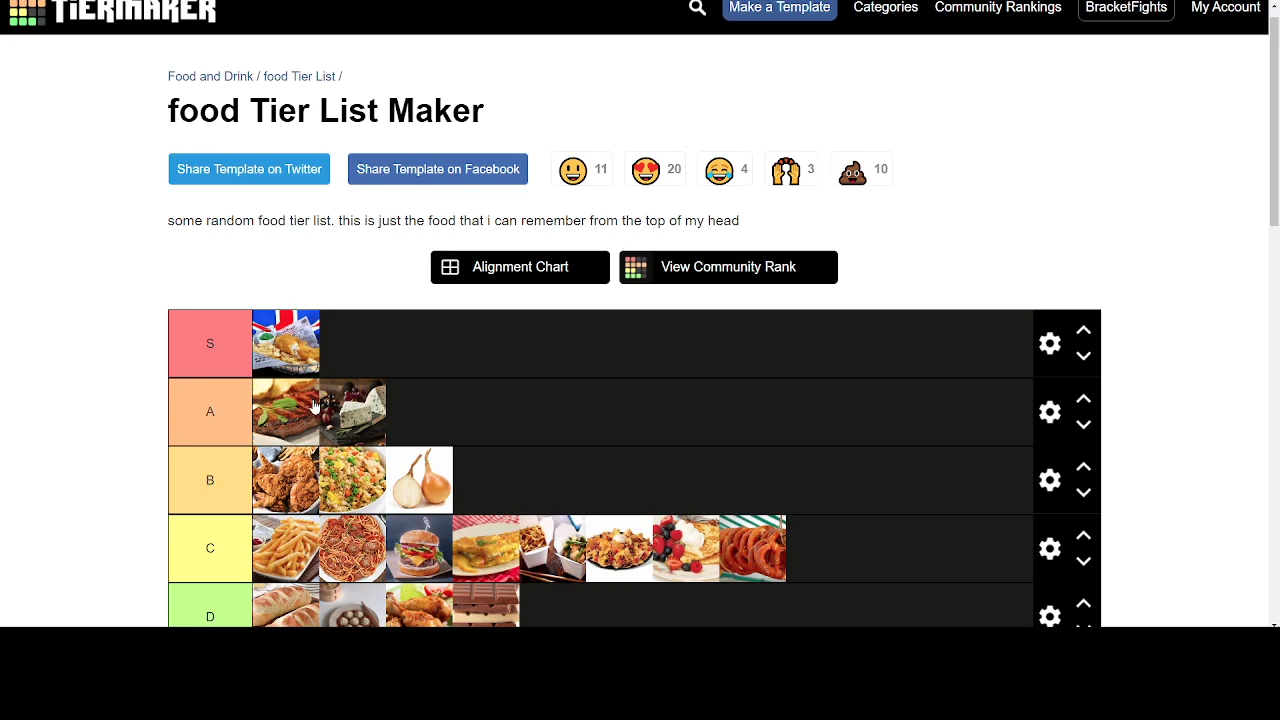 TIERMAKER
Make a Template
Categories
Community Rankings
BracketFights
My Account
Food and Drink / food Tier List /
food Tier List Maker
Share Template on Twitter
Share Template on Facebook
11
20
4
3
10
some random food tier list. this is just the food that i can remember from the top of my head
Alignment Chart
View Community Rank
S
A
B
C
D